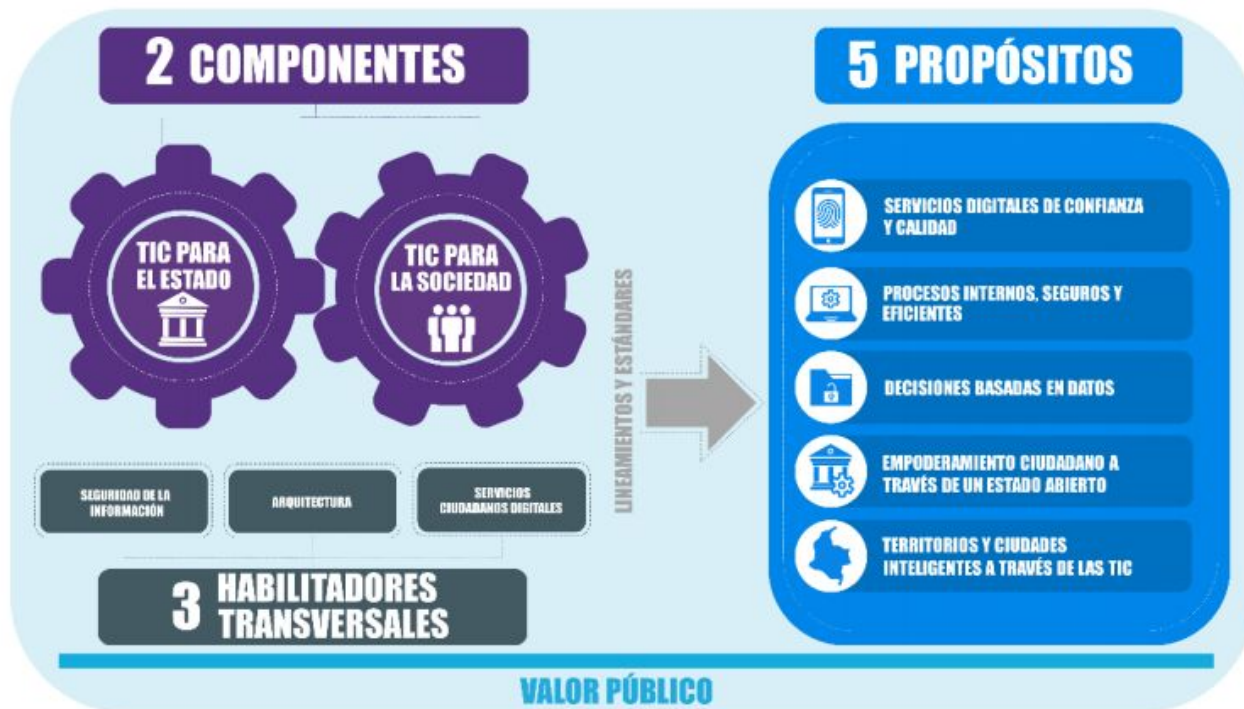 2 COMPONENTES
TIC PARA
EL ESTADO
TIC PARA
LA SOCIEDAD
SEGURIDAD DE LA
INFORMACIÓN
ARQUITECTURA
SERVICIOS
CIUDADANOS DIGITALES
3 HABILITADORES
TRANSVERSALES
LINEAMIENTOS Y ESTÁNDARES
5 PROPÓSITOS
SERVICIOS DIGITALES DE CONFIANZA
Y CALIDAD
PROCESOS INTERNOS, SEGUROS Y
EFICIENTES
DECISIONES BASADAS EN DATOS
EMPODERAMIENTO CIUDADANO A
TRAVÉS DE UN ESTADO ABIERTO
TERRITORIOS Y CIUDADES
INTELIGENTES A TRAVÉS DE LAS TIC
VALOR PÚBLICO